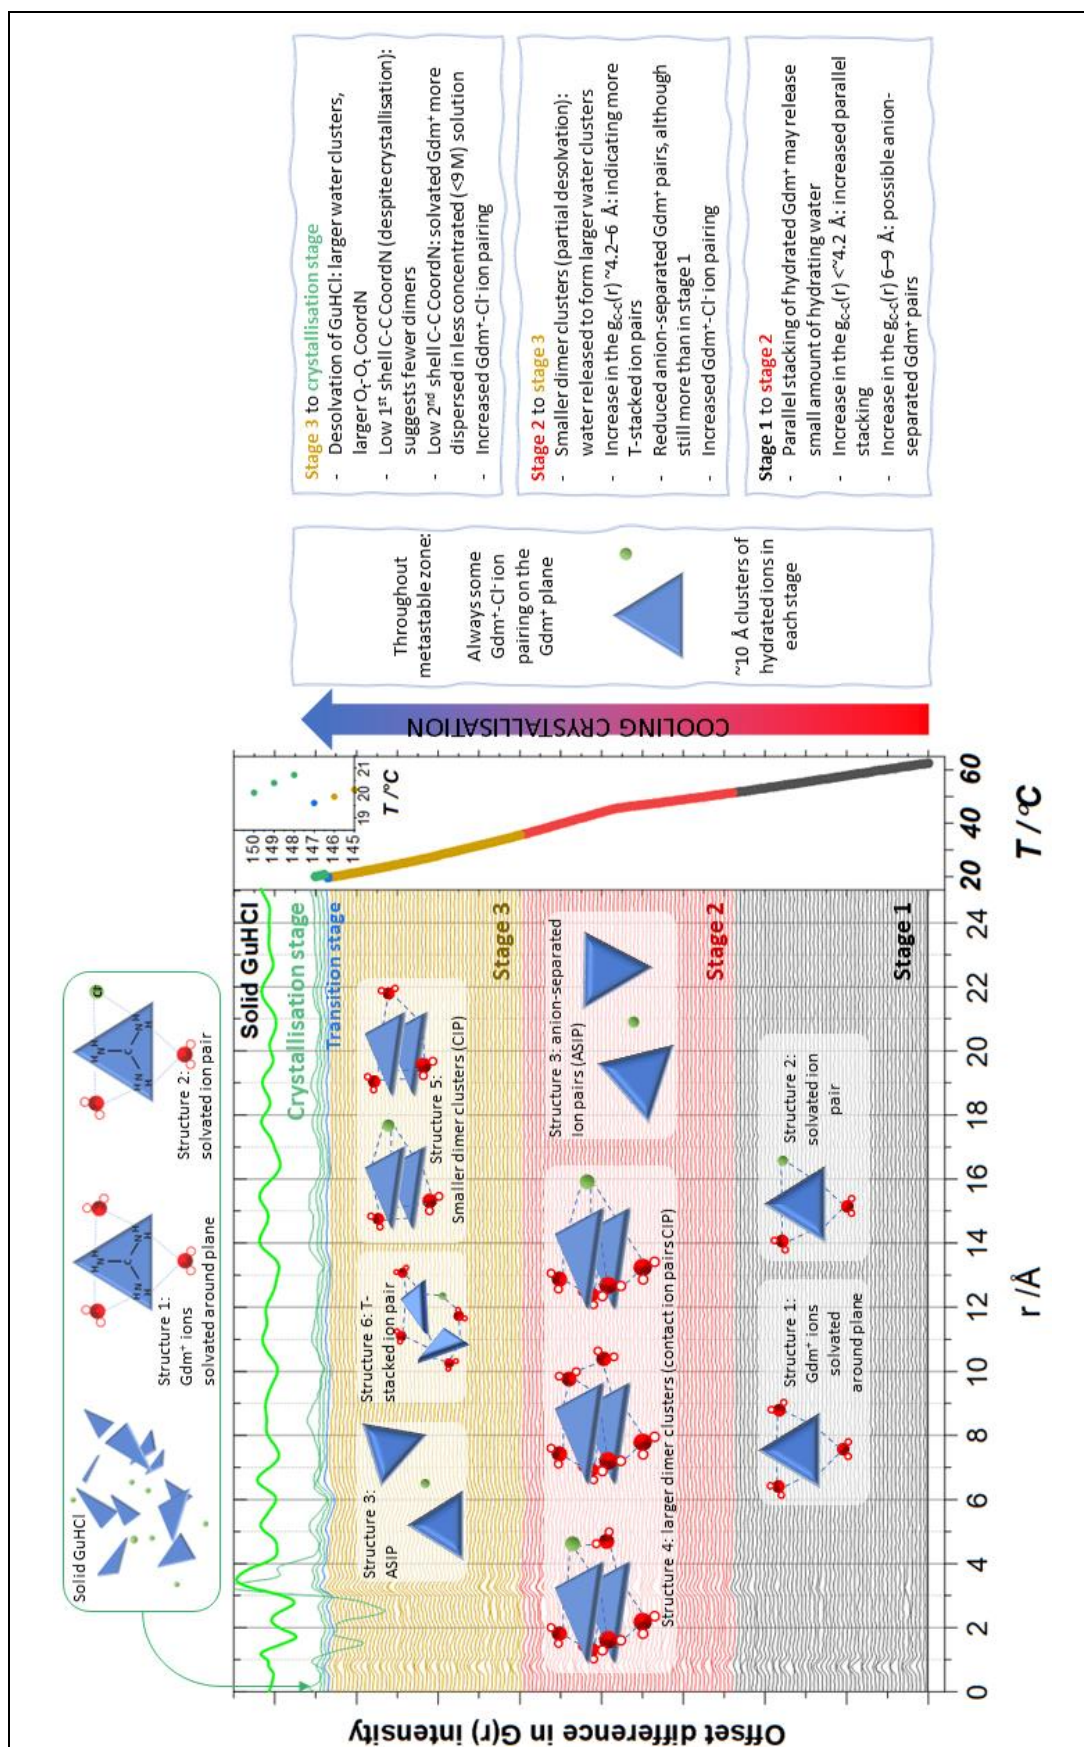 Solid GuHCl
Structure 1:
Gdm⁺ ions
solvated around plane
Structure 2:
solvated ion pair
Cl
C
N
N
N
H
H
H
H
H
H
C
N
N
N
H
H
H
H
H
H
Offset difference in G(r) intensity
Solid GuHCl
Crystallisation stage
Transition stage
Structure 3:
ASIP
Structure 6: T-
stacked ion pair
Structure 5:
Smaller dimer clusters (CIP)
Stage 3
Structure 4: larger dimer clusters (contact ion pairs CIP)
Structure 3: anion-separated
Ion pairs (ASIP)
Stage 2
Structure 1:
Gdm⁺ ions
solvated
around plane
Structure 2:
solvated ion
pair
Stage 1
0 2 4 6 8 10 12 14 16 18 20 22 24
r /Å
150
149
148
147
146
145
19 20 21
T /°C
20 40 60
T /°C
COOLING CRYSTALLISATION
Throughout
metastable zone:
Always some
Gdm⁺-Cl⁻ ion
pairing on the
Gdm⁺ plane
~10 Å clusters of
hydrated ions in
each stage
Stage 3 to crystallisation stage
- Desolvation of GuHCl: larger water clusters,
larger Oₜ-Oₜ CoordN
- Low 1ˢᵗ shell C-C CoordN (despite crystallisation):
suggests fewer dimers
- Low 2ⁿᵈ shell C-C CoordN: solvated Gdm⁺ more
dispersed in less concentrated (<9 M) solution
- Increased Gdm⁺-Cl⁻ ion pairing
Stage 2 to stage 3
- Smaller dimer clusters (partial desolvation):
water released to form larger water clusters
- Increase in the g_C-C(r) ~4.2–6 Å: indicating more
T-stacked ion pairs
- Reduced anion-separated Gdm⁺ pairs, although
still more than in stage 1
- Increased Gdm⁺-Cl⁻ ion pairing
Stage 1 to stage 2
- Parallel stacking of hydrated Gdm⁺ may release
small amount of hydrating water
- Increase in the g_C-C(r) <~4.2 Å: increased parallel
stacking
- Increase in the g_C-C(r) 6–9 Å: possible anion-
separated Gdm⁺ pairs